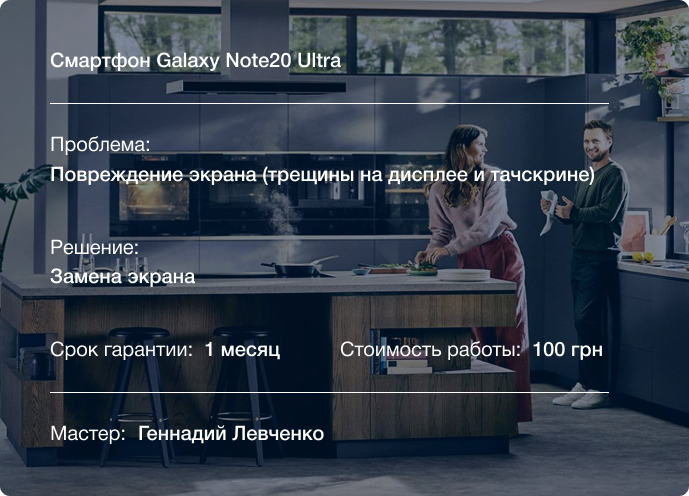 Смартфон Galaxy Note20 Ultra
Проблема:
Повреждение экрана (трещины на дисплее и тачскрине)
Решение:
Замена экрана
Срок гарантии: 1 месяц Стоимость работы: 100 грн
Мастер: Геннадий Левченко